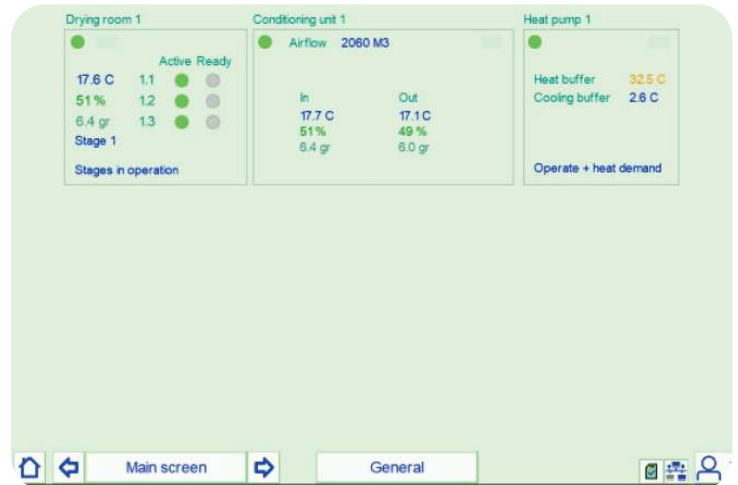 Drying room 1
Active Ready
17.6 C 1.1
51 % 1.2
6.4 gr 1.3
Stage 1
Stages in operation
Conditioning unit 1
Airflow 2060 M3
In Out
17.7 C 17.1 C
51 % 49 %
6.4 gr 6.0 gr
Heat pump 1
Heat buffer 32.5 C
Cooling buffer 2.6 C
Operate + heat demand
Main screen
General